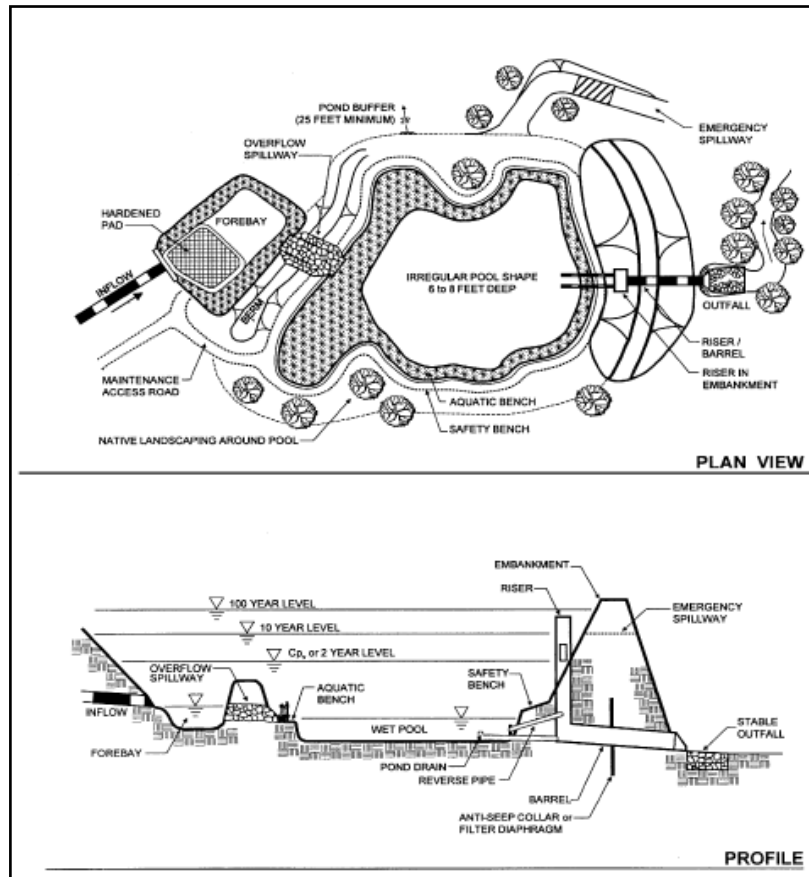 POND BUFFER
(25 FEET MINIMUM)
OVERFLOW
SPILLWAY
EMERGENCY
SPILLWAY
HARDENED
PAD
FOREBAY
INFLOW
IRREGULAR POOL SHAPE
6 to 8 FEET DEEP
BERM
OUTFALL
RISER /
BARREL
MAINTENANCE
ACCESS ROAD
RISER IN
EMBANKMENT
AQUATIC BENCH
SAFETY BENCH
NATIVE LANDSCAPING AROUND POOL
PLAN VIEW
EMBANKMENT
RISER
100 YEAR LEVEL
EMERGENCY
SPILLWAY
10 YEAR LEVEL
Cpv or 2 YEAR LEVEL
OVERFLOW
SPILLWAY
SAFETY
BENCH
AQUATIC
BENCH
INFLOW
WET POOL
STABLE
OUTFALL
FOREBAY
POND DRAIN
REVERSE PIPE
BARREL
ANTI-SEEP COLLAR or
FILTER DIAPHRAGM
PROFILE